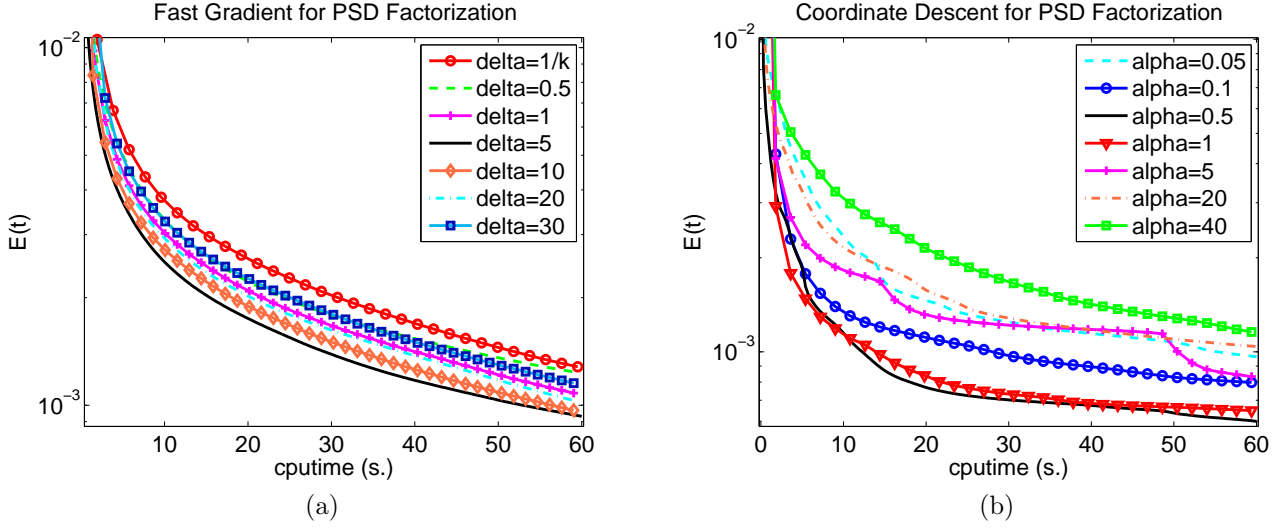 Fast Gradient for PSD Factorization
10^-2
10^-3
E(t)
delta=1/k
delta=0.5
delta=1
delta=5
delta=10
delta=20
delta=30
10 20 30 40 50 60
cputime (s.)
(a)
Coordinate Descent for PSD Factorization
10^-2
10^-3
E(t)
alpha=0.05
alpha=0.1
alpha=0.5
alpha=1
alpha=5
alpha=20
alpha=40
0 10 20 30 40 50 60
cputime (s.)
(b)